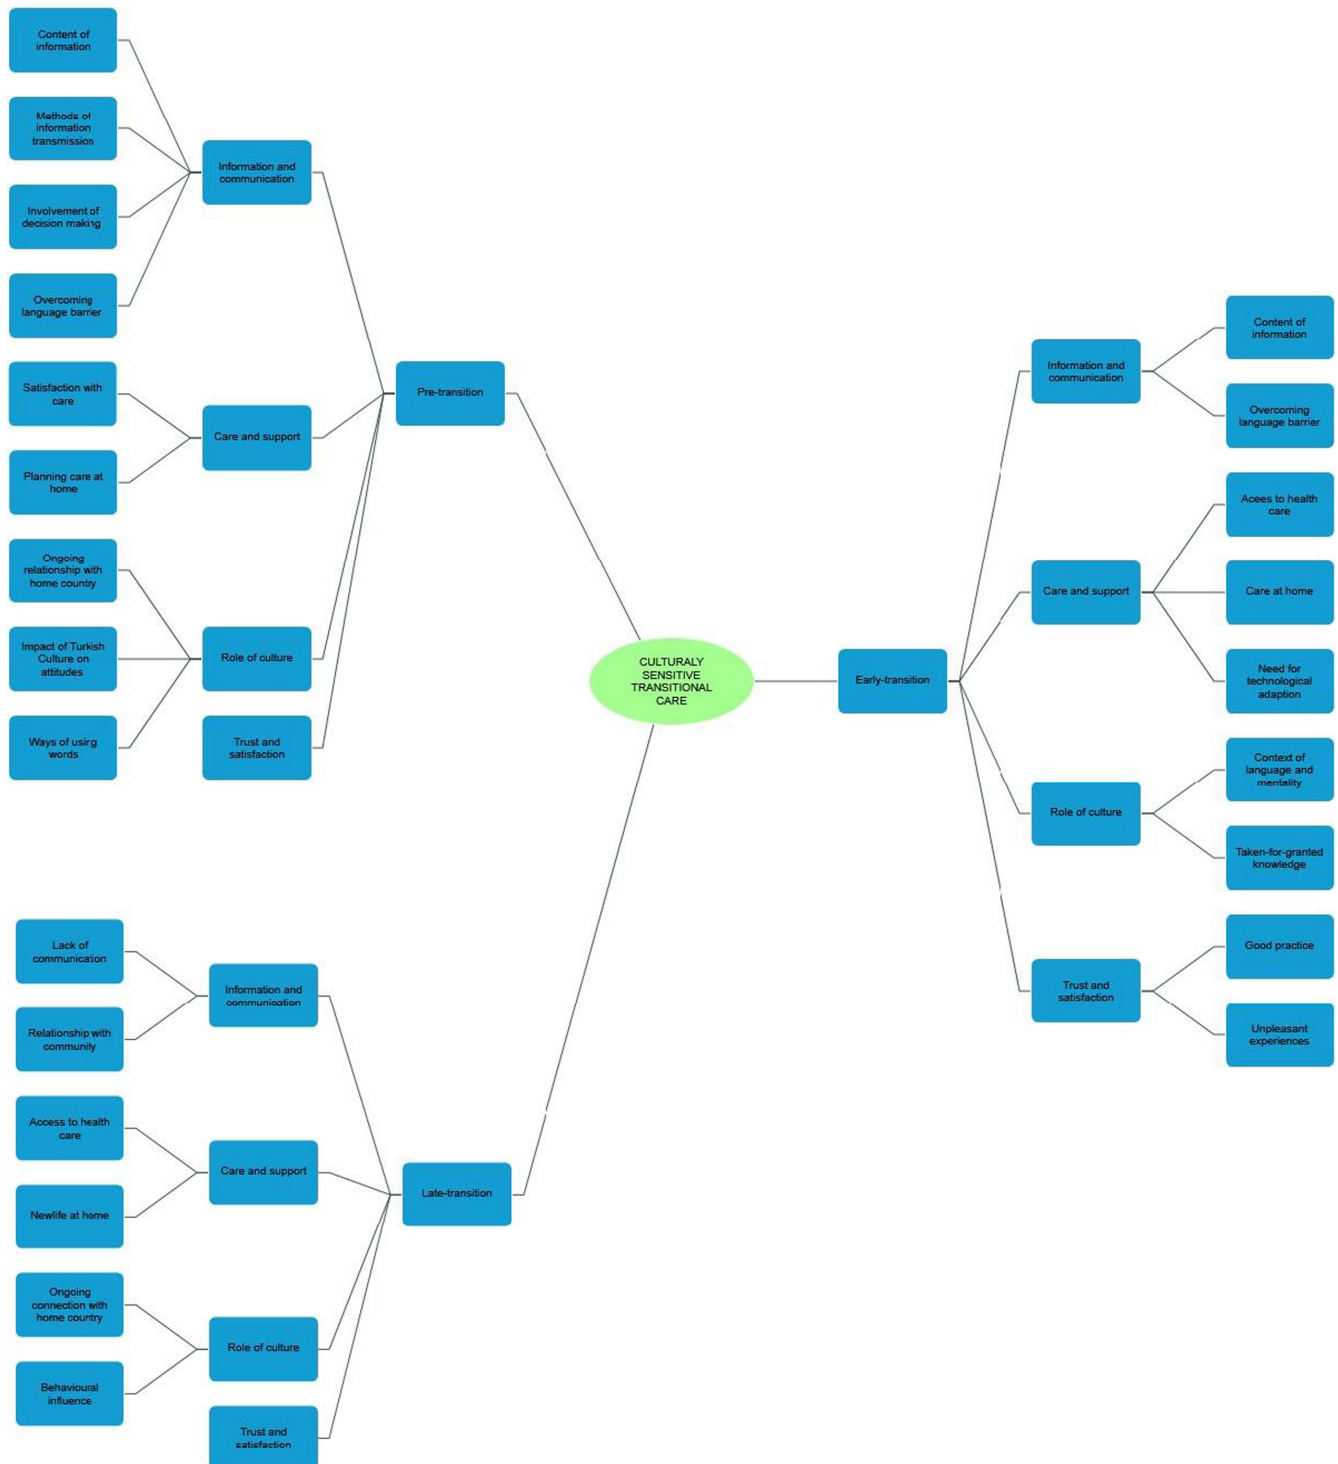 Content of
information
Methods of
information
transmission
Involvement of
decision making
Overcoming
language barrier
Information and
communication
Satisfaction with
care
Planning care at
home
Care and support
Ongoing
relationship with
home country
Impact of Turkish
Culture on
attitudes
Ways of using
words
Role of culture
Trust and
satisfaction
Pre-transition
CULTURALY
SENSITIVE
TRANSITIONAL
CARE
Early-transition
Information and
communication
Content of
information
Overcoming
language barrier
Care and support
Acees to health
care
Care at home
Need for
technological
adaption
Role of culture
Context of
language and
mentality
Taken-for-granted
knowledge
Trust and
satisfaction
Good practice
Unpleasant
experiences
Lack of
communication
Relationship with
community
Information and
communication
Access to health
care
Newlife at home
Care and support
Ongoing
connection with
home country
Behavioural
influence
Role of culture
Trust and
satisfaction
Late-transition